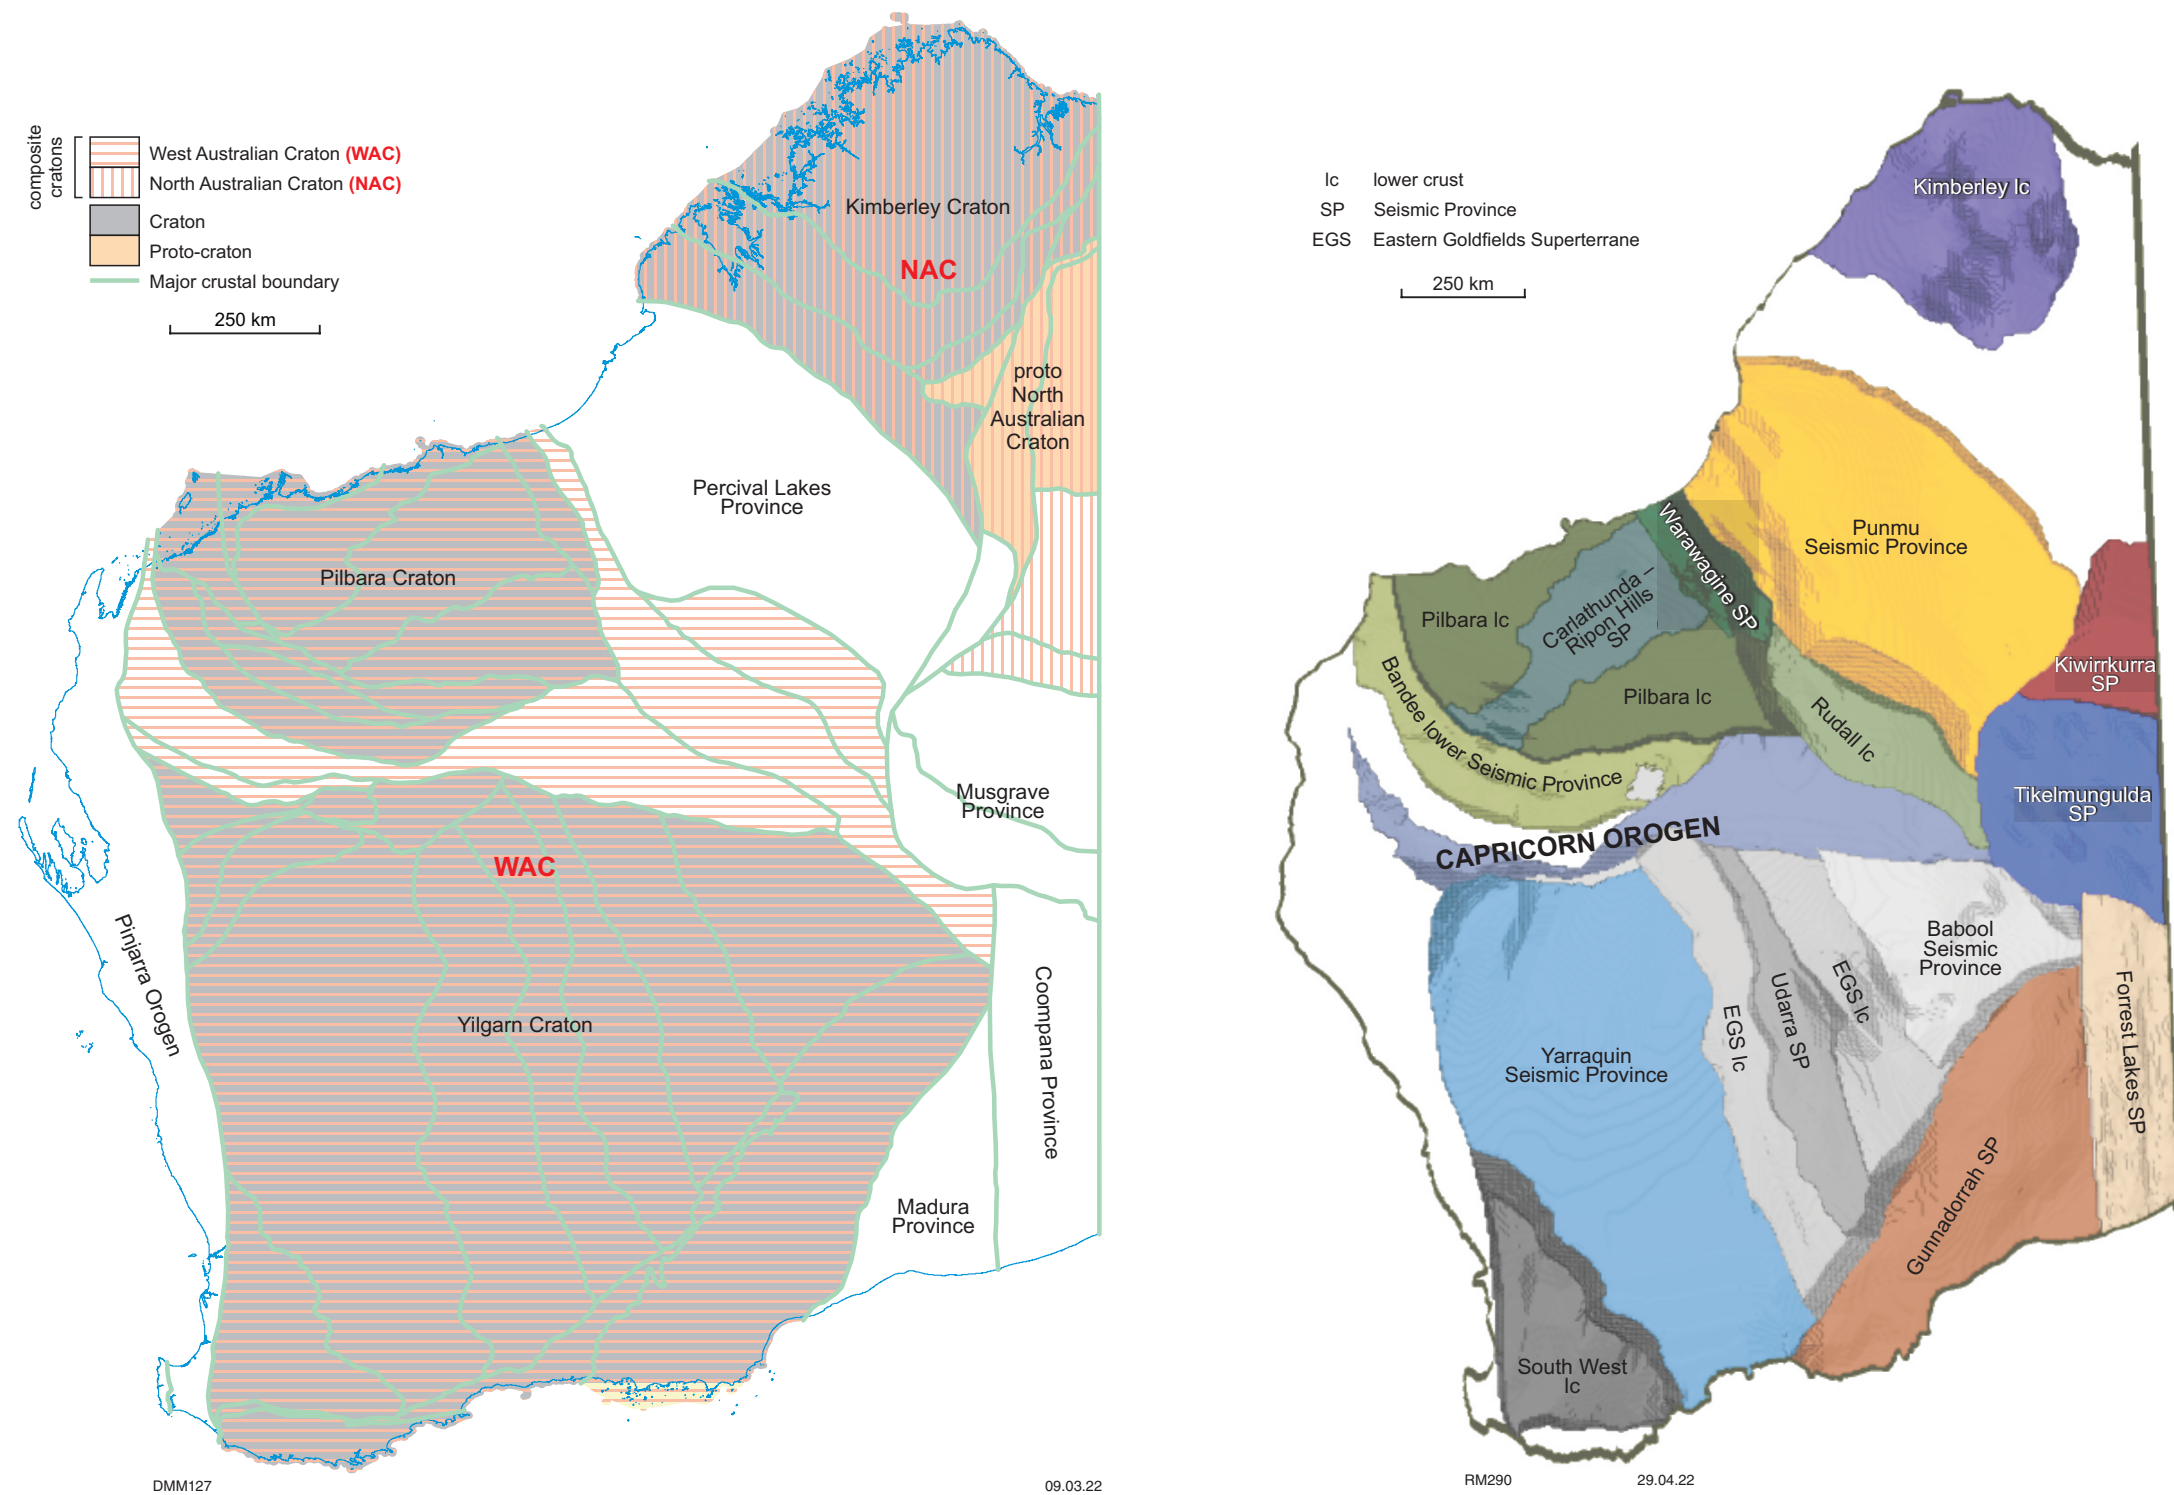 composite
cratons
West Australian Craton (WAC)
North Australian Craton (NAC)
Craton
Proto-craton
Major crustal boundary
250 km
Kimberley Craton
NAC
proto
North
Australian
Craton
Percival Lakes
Province
Pilbara Craton
Musgrave
Province
WAC
Pinjarra Orogen
Yilgarn Craton
Coompana Province
Madura
Province
DMM127
09.03.22
lc lower crust
SP Seismic Province
EGS Eastern Goldfields Superterrane
250 km
Kimberley lc
Punmu
Seismic Province
Warawagine SP
Carlathunda –
Ripon Hills
SP
Pilbara lc
Pilbara lc
Kiwirrkurra
SP
Bandee lower Seismic Province
Rudall lc
Tikelmungulda
SP
CAPRICORN OROGEN
Babool
Seismic
Province
EGS lc
Udarra SP
EGS lc
Forrest Lakes SP
Yarraquin
Seismic Province
Gunnadorrah SP
South West
lc
RM290
29.04.22